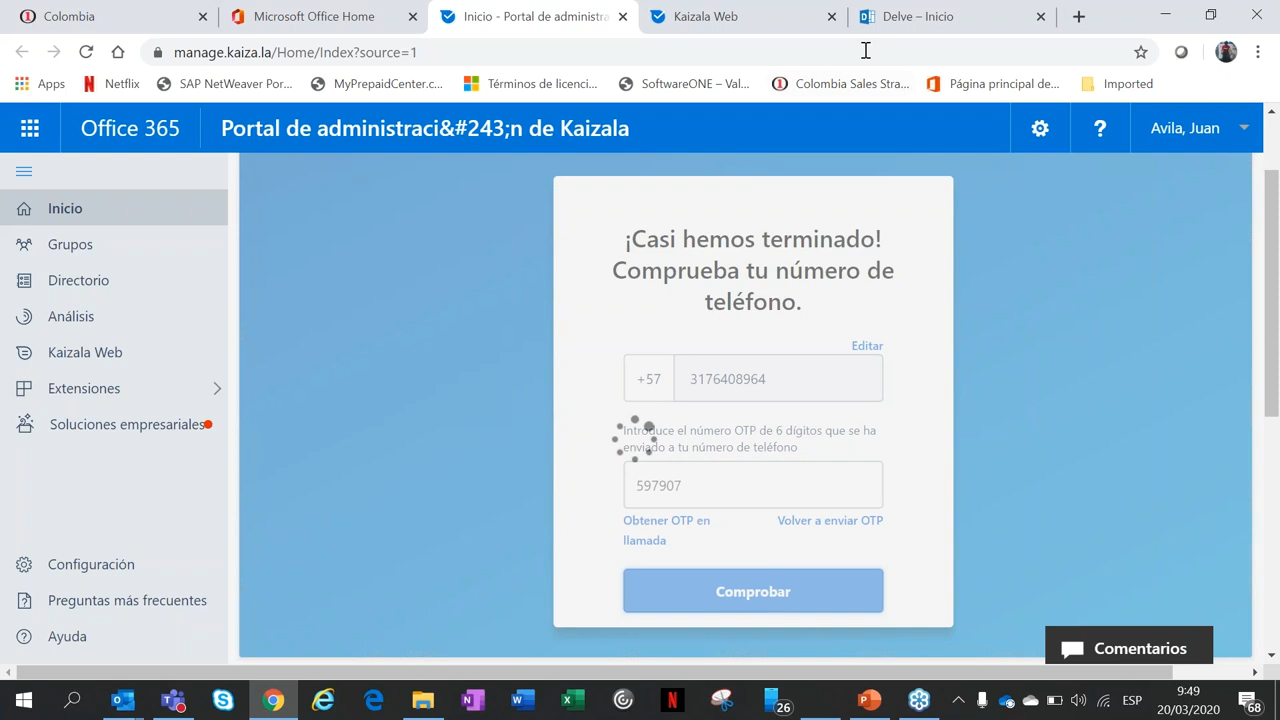 Colombia
Microsoft Office Home
Inicio - Portal de administra
Kaizala Web
Delve – Inicio
manage.kaiza.la/Home/Index?source=1
Apps
Netflix
SAP NetWeaver Por...
MyPrepaidCenter.c...
Términos de licenci...
SoftwareONE – Val...
Colombia Sales Stra...
Página principal de...
Imported
Office 365
Portal de administraci&#243;n de Kaizala
?
Avila, Juan
Inicio
Grupos
Directorio
Análisis
Kaizala Web
Extensiones
Soluciones empresariales
Configuración
Preguntas más frecuentes
Ayuda
¡Casi hemos terminado!
Comprueba tu número de
teléfono.
Editar
+57
3176408964
Introduce el número OTP de 6 dígitos que se ha
enviado a tu número de teléfono
597907
Obtener OTP en
llamada
Volver a enviar OTP
Comprobar
Comentarios
26
ESP
9:49
20/03/2020
68